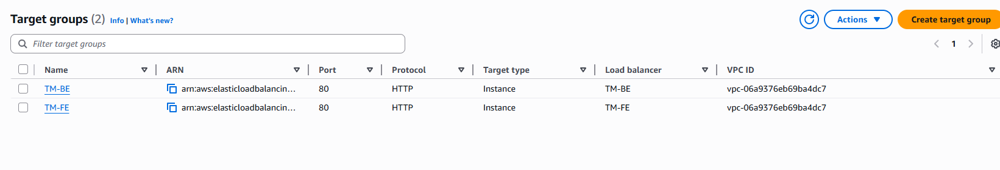 Target groups (2) Info | What's new?
Actions
Create target group
Filter target groups
1
Name ARN Port Protocol Target type Load balancer VPC ID
TM-BE arn:aws:elasticloadbalancin... 80 HTTP Instance TM-BE vpc-06a9376eb69ba4dc7
TM-FE arn:aws:elasticloadbalancin... 80 HTTP Instance TM-FE vpc-06a9376eb69ba4dc7